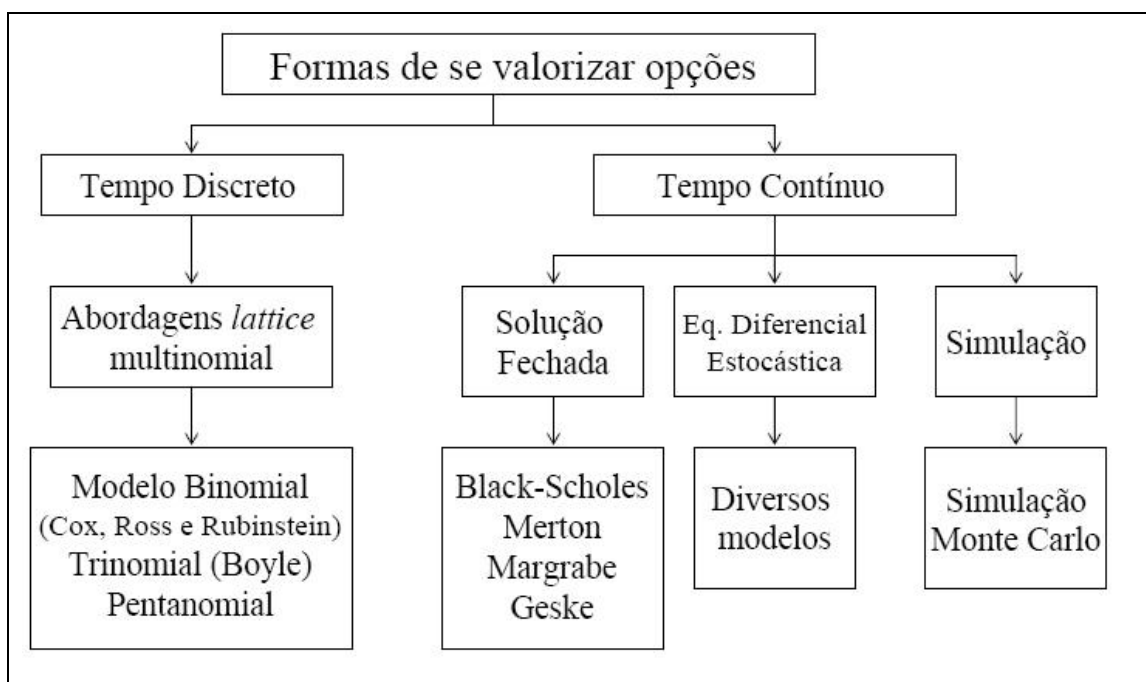 Formas de se valorizar opções
Tempo Discreto
Tempo Contínuo
Abordagens lattice
multinomial
Solução
Fechada
Eq. Diferencial
Estocástica
Simulação
Modelo Binomial
(Cox, Ross e Rubinstein)
Trinomial (Boyle)
Pentanomial
Black-Scholes
Merton
Margrabe
Geske
Diversos
modelos
Simulação
Monte Carlo